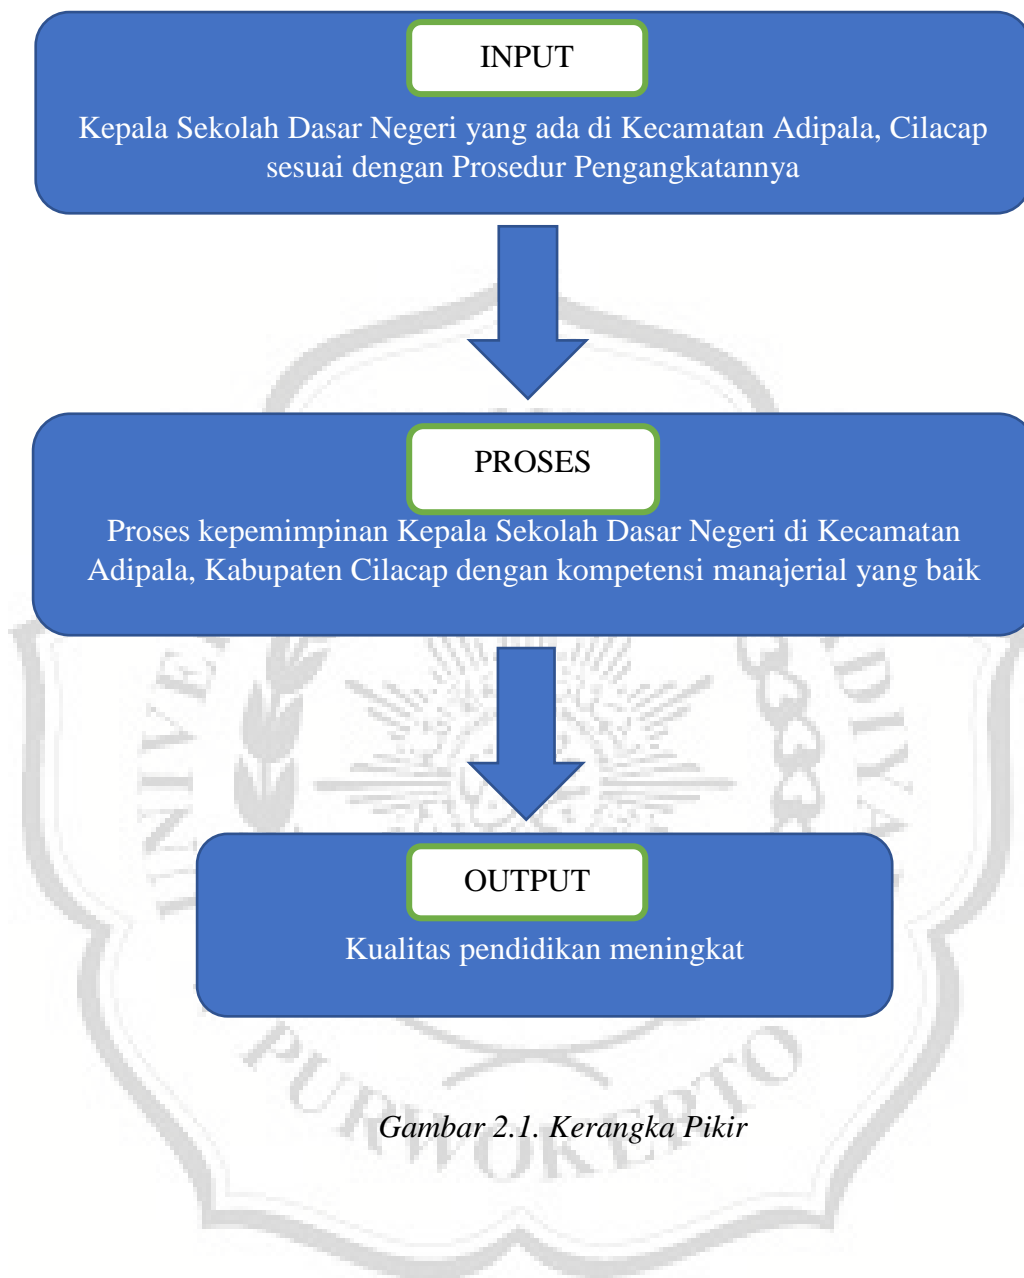 INPUT
Kepala Sekolah Dasar Negeri yang ada di Kecamatan Adipala, Cilacap
sesuai dengan Prosedur Pengangkatannya
PROSES
Proses kepemimpinan Kepala Sekolah Dasar Negeri di Kecamatan
Adipala, Kabupaten Cilacap dengan kompetensi manajerial yang baik
OUTPUT
Kualitas pendidikan meningkat
Gambar 2.1. Kerangka Pikir
PURWOKERTO